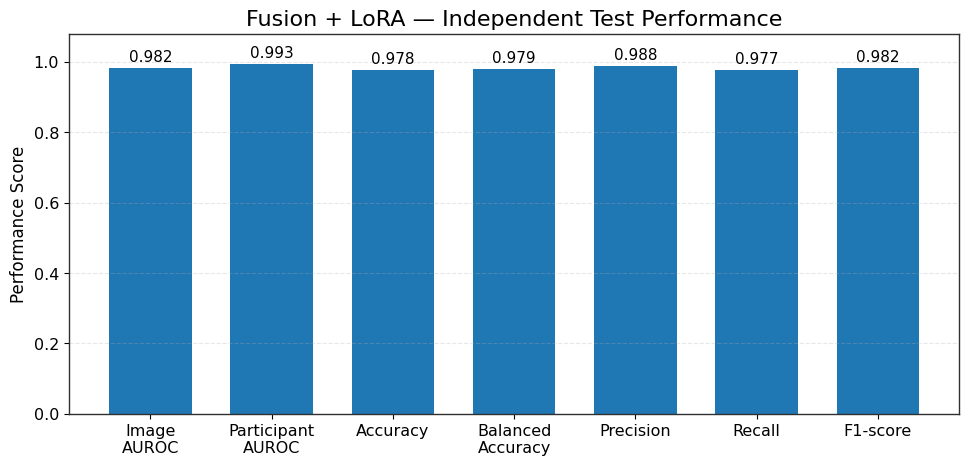 Fusion + LoRA — Independent Test Performance
Performance Score
1.0
0.8
0.6
0.4
0.2
0.0
0.982
0.993
0.978
0.979
0.988
0.977
0.982
Image
AUROC
Participant
AUROC
Accuracy
Balanced
Accuracy
Precision
Recall
F1-score